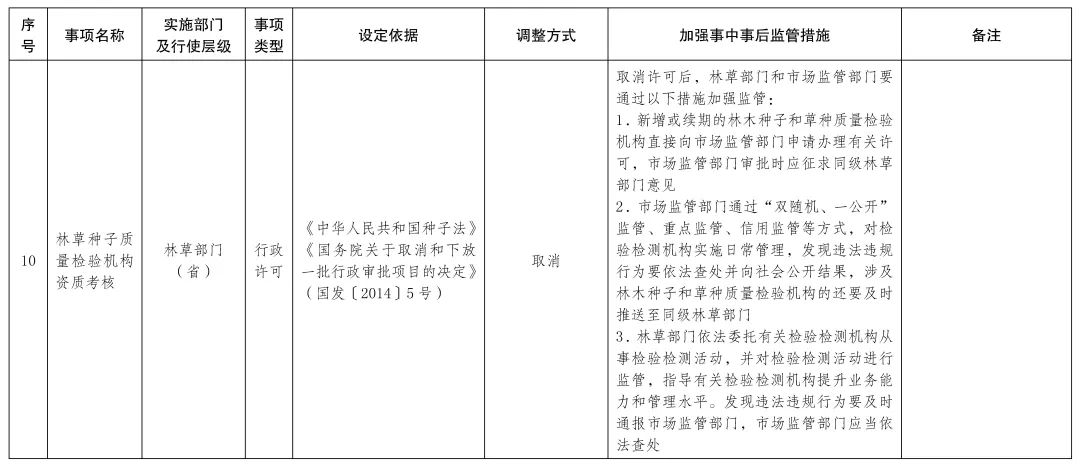 序号
事项名称
实施部门
及行使层级
事项
类型
设定依据
调整方式
加强事中事后监管措施
备注
10
林草种子质
量检验机构
资质考核
林草部门
（省）
行政
许可
《中华人民共和国种子法》
《国务院关于取消和下放
一批行政审批项目的决定》
（国发〔2014〕5号）
取消
取消许可后，林草部门和市场监管部门要
通过以下措施加强监管：
1.新增或续期的林木种子和草种质量检验
机构直接向市场监管部门申请办理有关许
可，市场监管部门审批时应征求同级林草
部门意见
2.市场监管部门通过“双随机、一公开”
监管、重点监管、信用监管等方式，对检
验检测机构实施日常管理，发现违法违规
行为要依法查处并向社会公开结果，涉及
林木种子和草种质量检验机构的还要及时
推送至同级林草部门
3.林草部门依法委托有关检验检测机构从
事检验检测活动，并对检验检测活动进行
监管，指导有关检验检测机构提升业务能
力和管理水平。发现违法违规行为要及时
通报市场监管部门，市场监管部门应当依
法查处